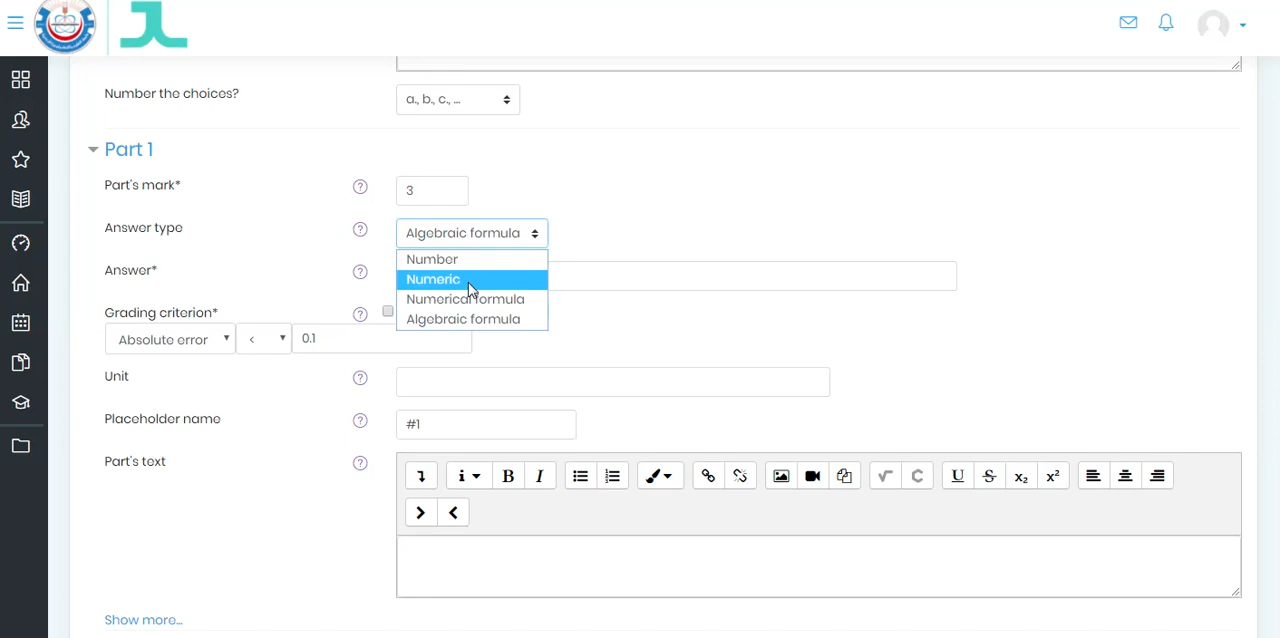 Number the choices?
a., b., c., ...
Part 1
Part's mark*
3
Answer type
Algebraic formula
Number
Numeric
Numerical formula
Algebraic formula
Answer*
Grading criterion*
Absolute error
<
0.1
Unit
Placeholder name
#1
Part's text
Show more...